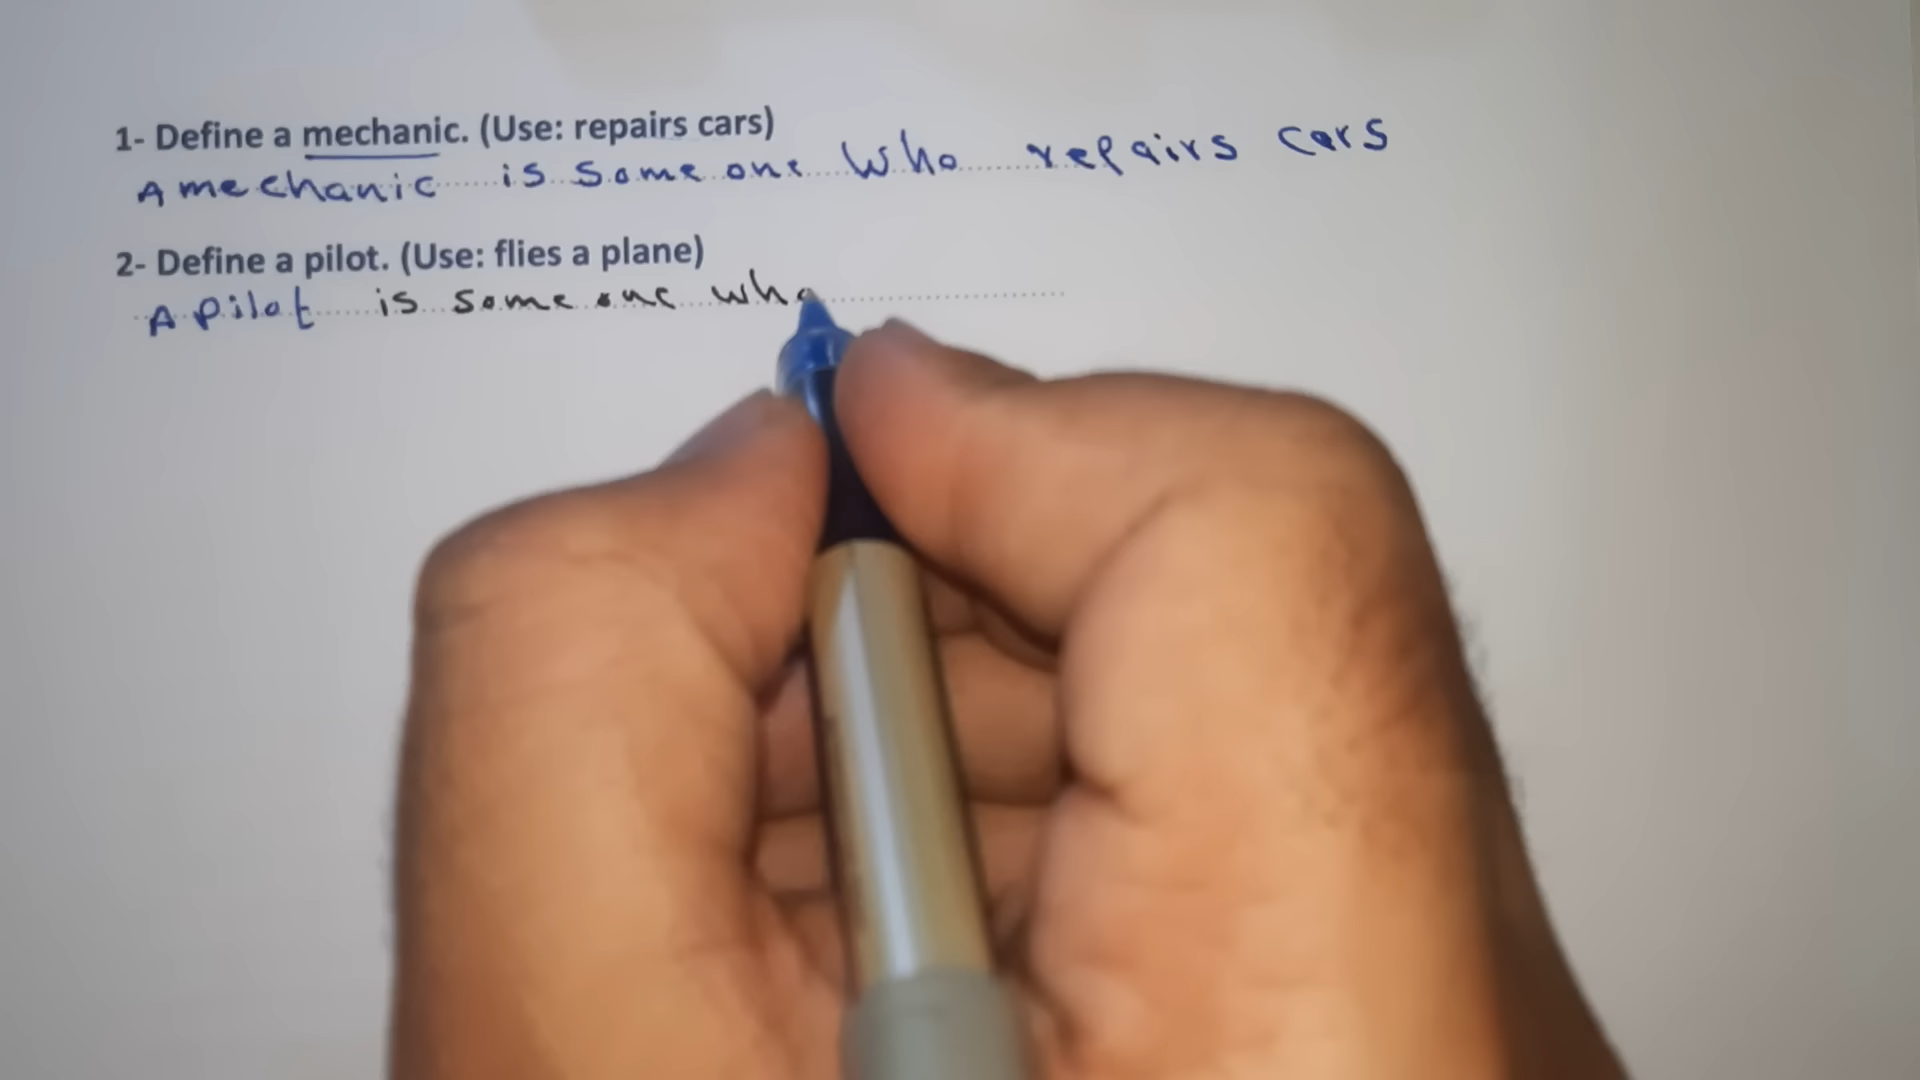 1- Define a mechanic. (Use: repairs cars)
A mechanic is someone who repairs cars
2- Define a pilot. (Use: flies a plane)
A pilot is someone who